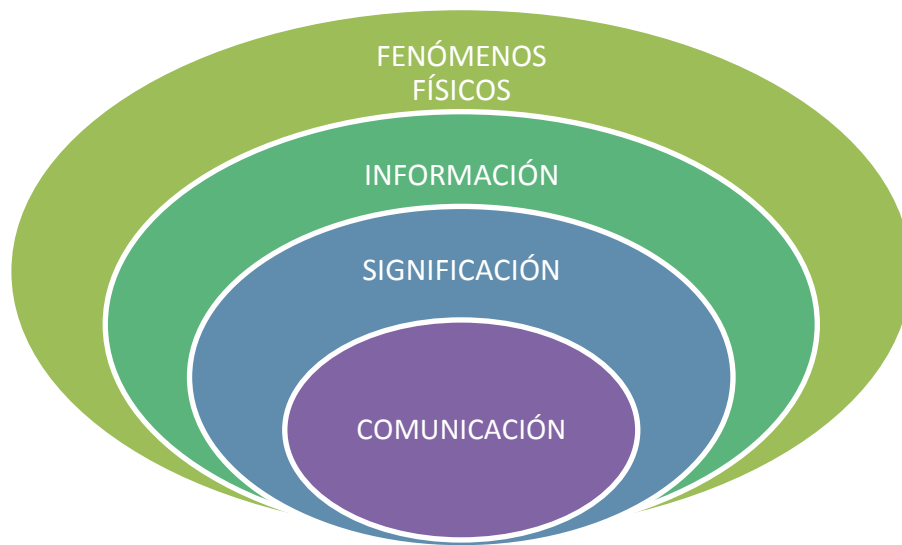 FENÓMENOS
FÍSICOS
INFORMACIÓN
SIGNIFICACIÓN
COMUNICACIÓN